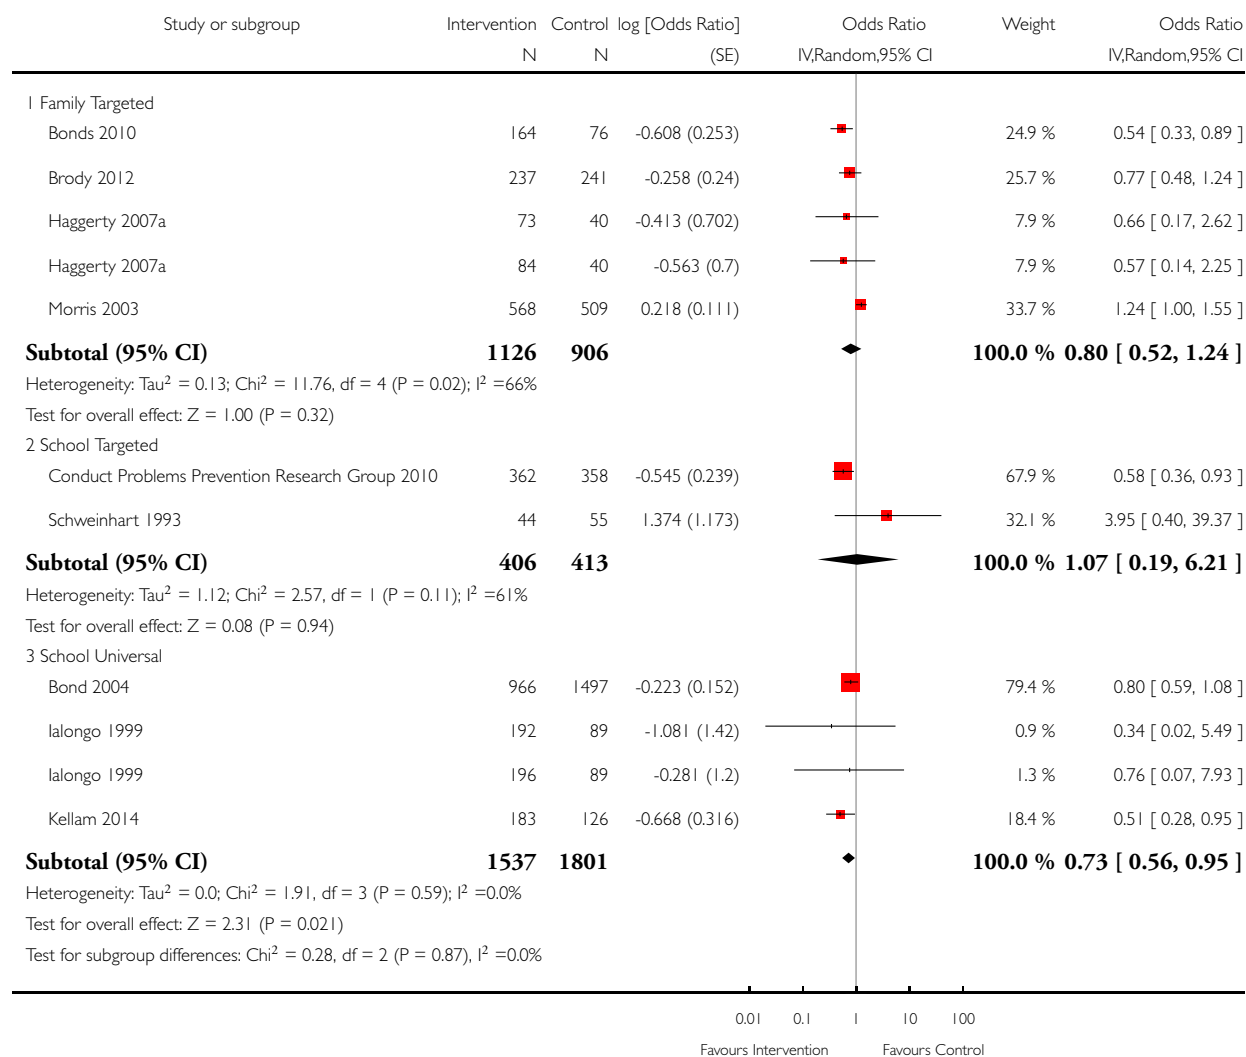 Study or subgroup Intervention Control log [Odds Ratio] Odds Ratio Weight Odds Ratio
N N (SE) IV,Random,95% CI IV,Random,95% CI
1 Family Targeted
Bonds 2010 164 76 -0.608 (0.253) 24.9 % 0.54 [ 0.33, 0.89 ]
Brody 2012 237 241 -0.258 (0.24) 25.7 % 0.77 [ 0.48, 1.24 ]
Haggerty 2007a 73 40 -0.413 (0.702) 7.9 % 0.66 [ 0.17, 2.62 ]
Haggerty 2007a 84 40 -0.563 (0.7) 7.9 % 0.57 [ 0.14, 2.25 ]
Morris 2003 568 509 0.218 (0.111) 33.7 % 1.24 [ 1.00, 1.55 ]
Subtotal (95% CI) 1126 906 100.0 % 0.80 [ 0.52, 1.24 ]
Heterogeneity: Tau² = 0.13; Chi² = 11.76, df = 4 (P = 0.02); I² =66%
Test for overall effect: Z = 1.00 (P = 0.32)
2 School Targeted
Conduct Problems Prevention Research Group 2010 362 358 -0.545 (0.239) 67.9 % 0.58 [ 0.36, 0.93 ]
Schweinhart 1993 44 55 1.374 (1.173) 32.1 % 3.95 [ 0.40, 39.37 ]
Subtotal (95% CI) 406 413 100.0 % 1.07 [ 0.19, 6.21 ]
Heterogeneity: Tau² = 1.12; Chi² = 2.57, df = 1 (P = 0.11); I² =61%
Test for overall effect: Z = 0.08 (P = 0.94)
3 School Universal
Bond 2004 966 1497 -0.223 (0.152) 79.4 % 0.80 [ 0.59, 1.08 ]
Ialongo 1999 192 89 -1.081 (1.42) 0.9 % 0.34 [ 0.02, 5.49 ]
Ialongo 1999 196 89 -0.281 (1.2) 1.3 % 0.76 [ 0.07, 7.93 ]
Kellam 2014 183 126 -0.668 (0.316) 18.4 % 0.51 [ 0.28, 0.95 ]
Subtotal (95% CI) 1537 1801 100.0 % 0.73 [ 0.56, 0.95 ]
Heterogeneity: Tau² = 0.0; Chi² = 1.91, df = 3 (P = 0.59); I² =0.0%
Test for overall effect: Z = 2.31 (P = 0.021)
Test for subgroup differences: Chi² = 0.28, df = 2 (P = 0.87), I² =0.0%
0.01 0.1 1 10 100
Favours Intervention Favours Control